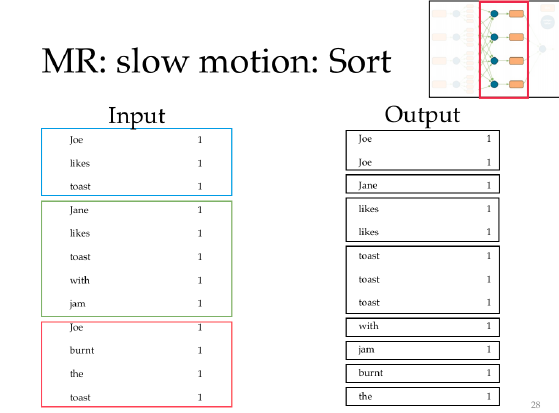 MR: slow motion: Sort
Input
Joe 1
likes 1
toast 1
Jane 1
likes 1
toast 1
with 1
jam 1
Joe 1
burnt 1
the 1
toast 1
Output
Joe 1
Joe 1
Jane 1
likes 1
likes 1
toast 1
toast 1
toast 1
with 1
jam 1
burnt 1
the 1
28